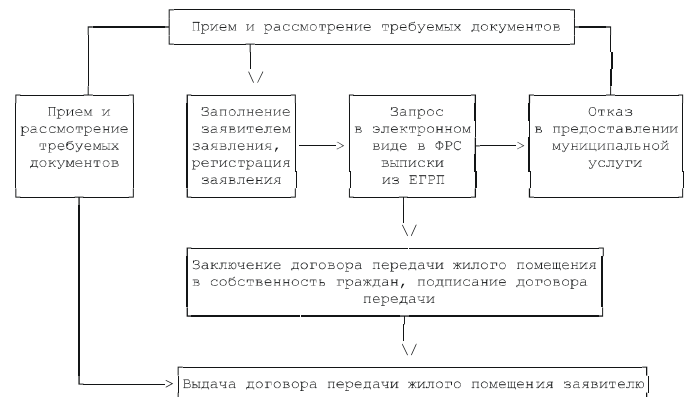 Прием и рассмотрение требуемых документов
Прием и
рассмотрение
требуемых
документов
Заполнение
заявителем
заявления,
регистрация
заявления
Запрос
в электронном
виде в ФРС
выписки
из ЕГРП
Отказ
в предоставлении
муниципальной
услуги
Заключение договора передачи жилого помещения
в собственность граждан, подписание договора
передачи
Выдача договора передачи жилого помещения заявителю